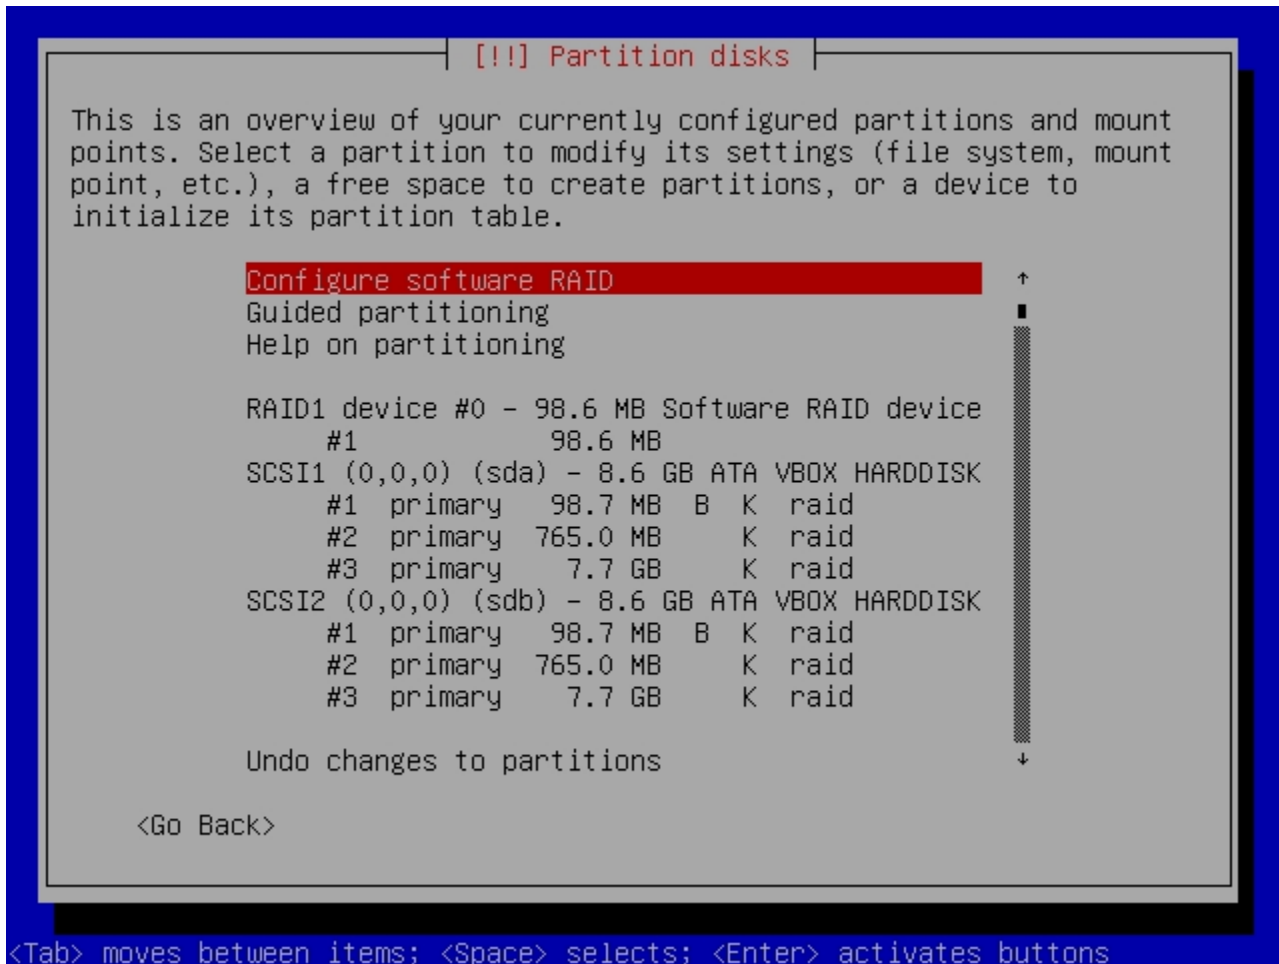 [!!] Partition disks
This is an overview of your currently configured partitions and mount
points. Select a partition to modify its settings (file system, mount
point, etc.), a free space to create partitions, or a device to
initialize its partition table.
Configure software RAID
Guided partitioning
Help on partitioning
RAID1 device #0 - 98.6 MB Software RAID device
#1 98.6 MB
SCSI1 (0,0,0) (sda) - 8.6 GB ATA VBOX HARDDISK
#1 primary 98.7 MB B K raid
#2 primary 765.0 MB K raid
#3 primary 7.7 GB K raid
SCSI2 (0,0,0) (sdb) - 8.6 GB ATA VBOX HARDDISK
#1 primary 98.7 MB B K raid
#2 primary 765.0 MB K raid
#3 primary 7.7 GB K raid
Undo changes to partitions
<Go Back>
<Tab> moves between items; <Space> selects; <Enter> activates buttons